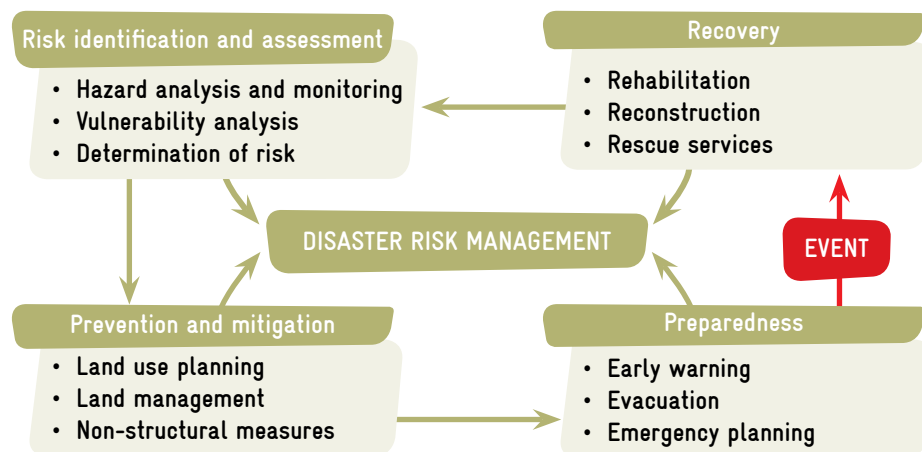 Risk identification and assessment
• Hazard analysis and monitoring
• Vulnerability analysis
• Determination of risk
Recovery
• Rehabilitation
• Reconstruction
• Rescue services
DISASTER RISK MANAGEMENT
EVENT
Prevention and mitigation
• Land use planning
• Land management
• Non-structural measures
Preparedness
• Early warning
• Evacuation
• Emergency planning